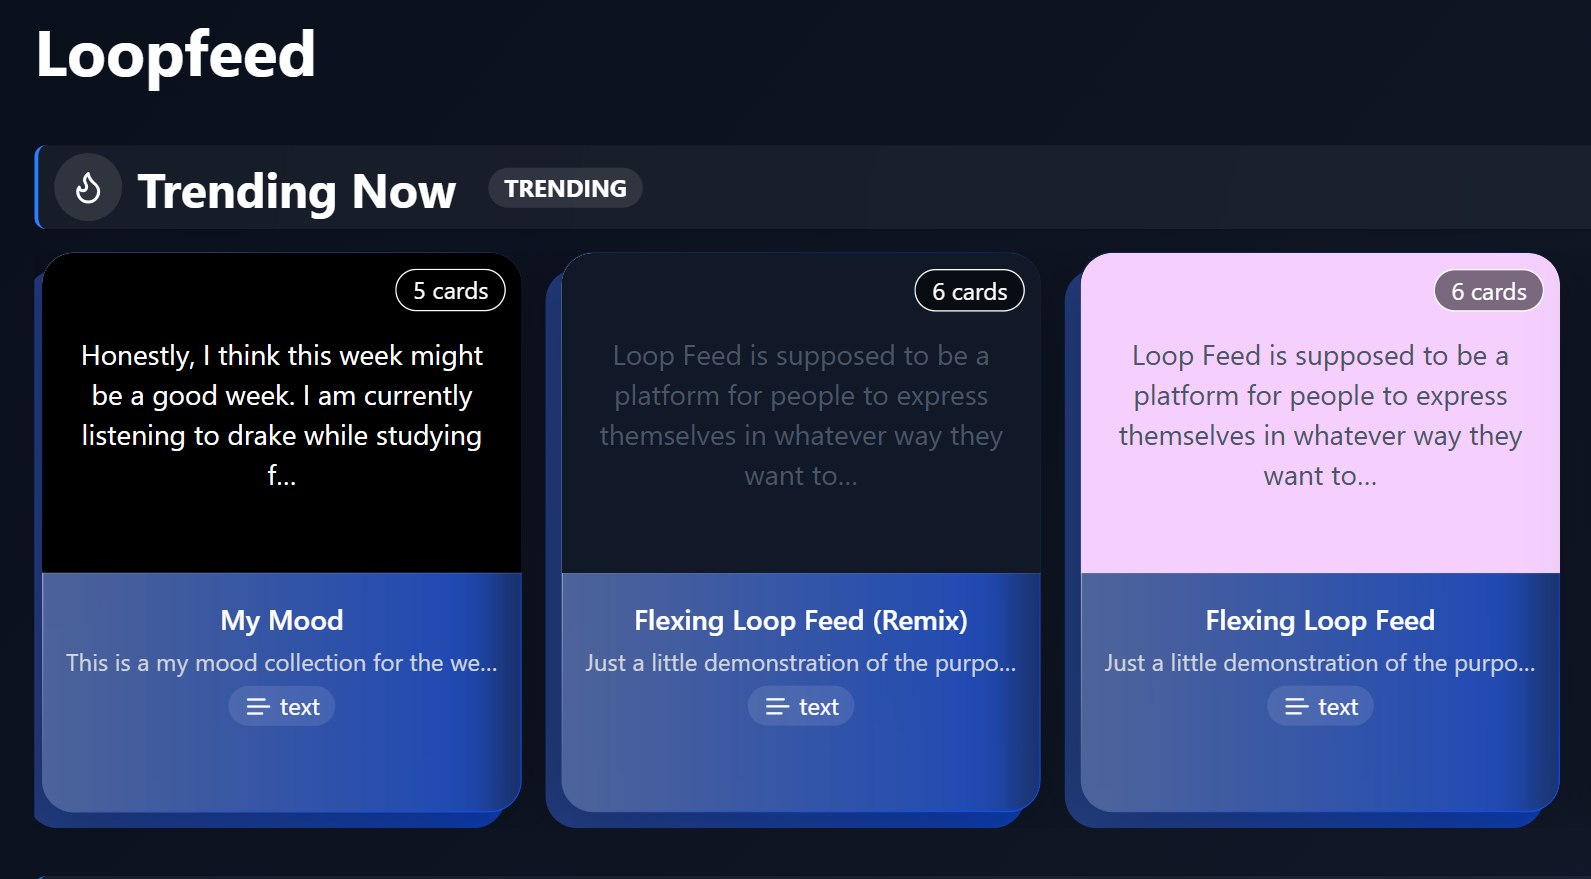 Loopfeed
Trending Now TRENDING
5 cards
Honestly, I think this week might
be a good week. I am currently
listening to drake while studying
f...
My Mood
This is a my mood collection for the we...
text
6 cards
Loop Feed is supposed to be a
platform for people to express
themselves in whatever way they
want to...
Flexing Loop Feed (Remix)
Just a little demonstration of the purpo...
text
6 cards
Loop Feed is supposed to be a
platform for people to express
themselves in whatever way they
want to...
Flexing Loop Feed
Just a little demonstration of the purpo...
text